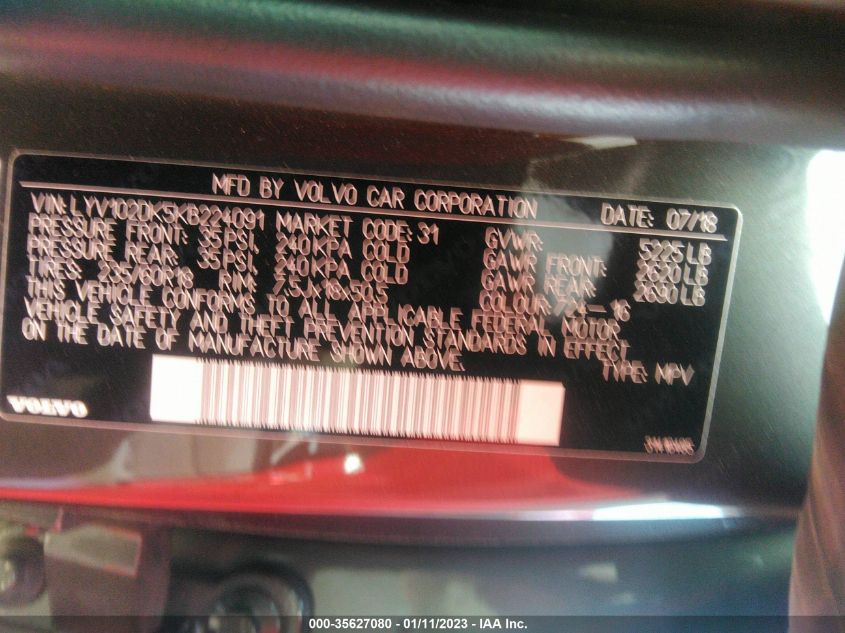 MFD BY VOLVO CAR CORPORATION DATE: 07/18
VIN: LYV102DK5KB224091 MARKET CODE: 31 GVWR: 5225 LB
PRESSURE FRONT: 35 PSI, 240 KPA COLD GAWR FRONT: 2620 LB
PRESSURE REAR: 35 PSI, 240 KPA COLD GAWR REAR: 2690 LB
TIRES: 235/60R18 RIM: 7.5JX18X50.5 COLOUR: 724-16
THIS VEHICLE CONFORMS TO ALL APPLICABLE FEDERAL MOTOR
VEHICLE SAFETY AND THEFT PREVENTION STANDARDS IN EFFECT
ON THE DATE OF MANUFACTURE SHOWN ABOVE. TYPE: MPV
VOLVO
000-35627080 - 01/11/2023 - IAA Inc.